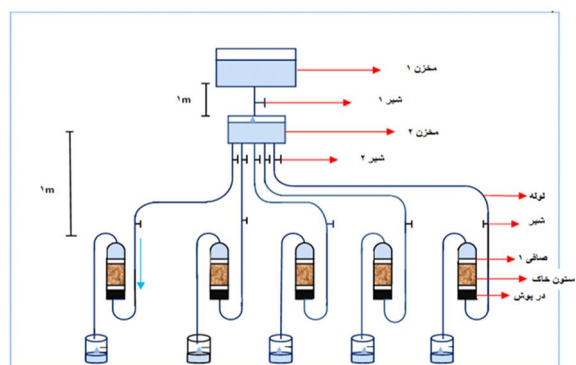 مخزن ۱
۱m
شیر ۱
مخزن ۲
شیر ۲
۱m
لوله
شیر
صافی ۱
ستون خاک
در پوش